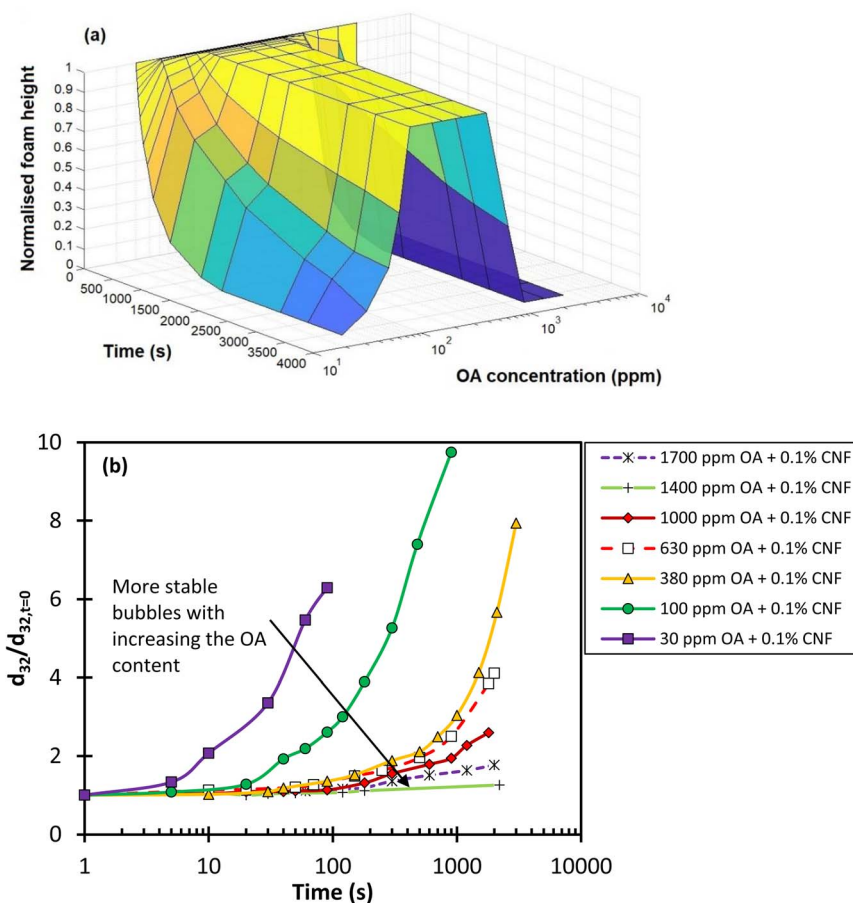 (a)
Normalised foam height
1
0.9
0.8
0.7
0.6
0.5
0.4
0.3
0.2
0.1
0
0
500
1000
1500
2000
2500
3000
3500
4000
Time (s)
10^1
10^2
10^3
10^4
OA concentration (ppm)
(b)
d32/d32,t=0
10
8
6
4
2
0
More stable
bubbles with
increasing the OA
content
1
10
100
1000
10000
Time (s)
1700 ppm OA + 0.1% CNF
1400 ppm OA + 0.1% CNF
1000 ppm OA + 0.1% CNF
630 ppm OA + 0.1% CNF
380 ppm OA + 0.1% CNF
100 ppm OA + 0.1% CNF
30 ppm OA + 0.1% CNF